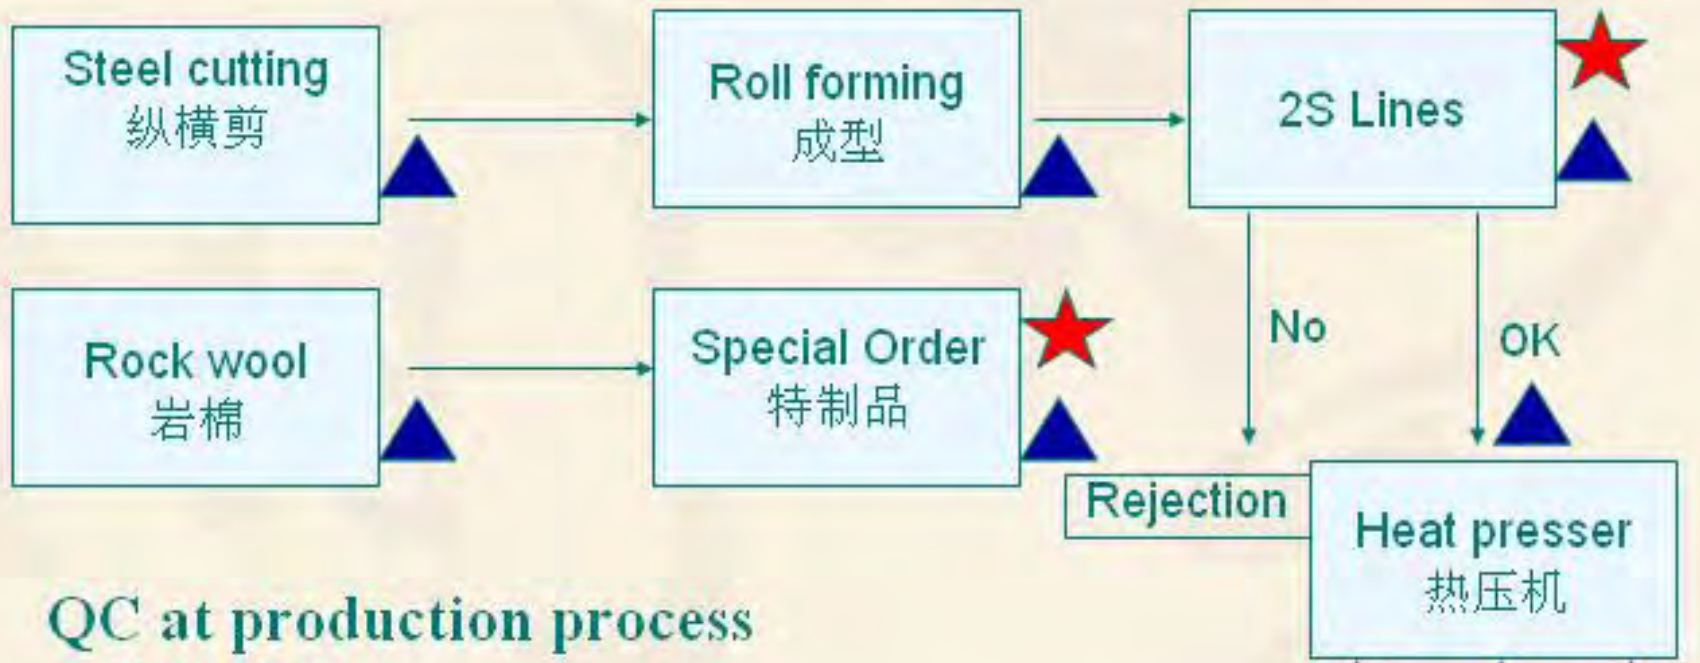 Steel cutting
纵横剪
Roll forming
成型
2S Lines
Rock wool
岩棉
Special Order
特制品
No
OK
Rejection
Heat presser
热压机
QC at production process